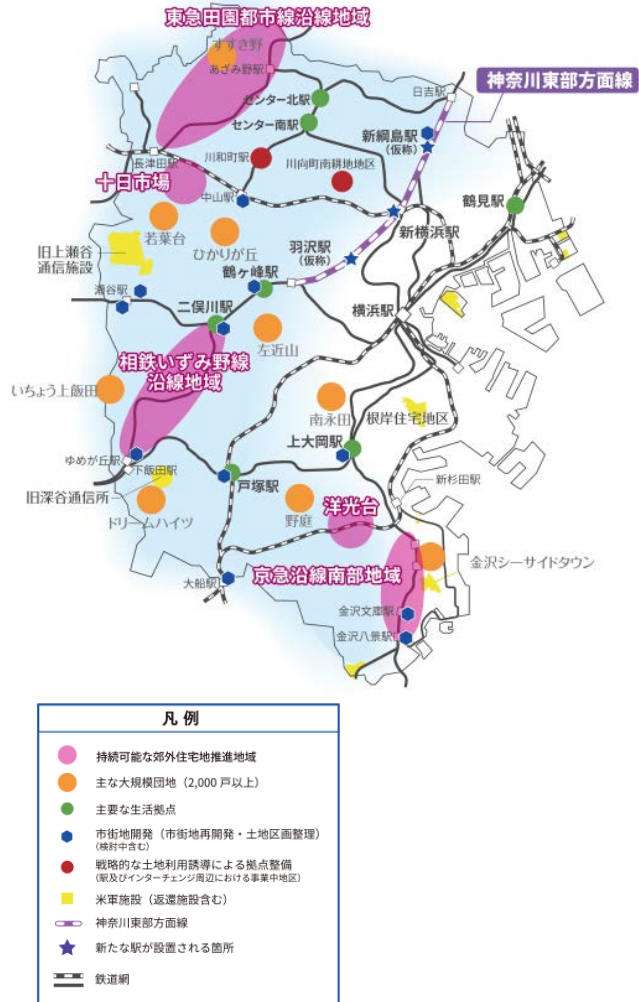 東急田園都市線沿線地域
すすき野
あざみ野駅
日吉駅
神奈川東部方面線
センター北駅
センター南駅
新綱島駅
(仮称)
長津田駅
川和町駅
川向町南耕地地区
十日市場
中山駅
鶴見駅
若葉台
ひかりが丘
新横浜駅
旧上瀬谷
通信施設
羽沢駅
(仮称)
鶴ヶ峰駅
瀬谷駅
二俣川駅
横浜駅
左近山
相鉄いずみ野線
沿線地域
いちょう上飯田
南永田
根岸住宅地区
上大岡駅
ゆめが丘駅
下飯田駅
戸塚駅
新杉田駅
旧深谷通信所
ドリームハイツ
野庭
洋光台
大船駅
京急沿線南部地域
金沢シーサイドタウン
金沢文庫駅
金沢八景駅
凡 例
持続可能な郊外住宅地推進地域
主な大規模団地(2,000 戸以上)
主要な生活拠点
市街地開発(市街地再開発・土地区画整理)
(検討中含む)
戦略的な土地利用誘導による拠点整備
(駅及びインターチェンジ周辺における事業中地区)
米軍施設(返還施設含む)
神奈川東部方面線
新たな駅が設置される箇所
鉄道網